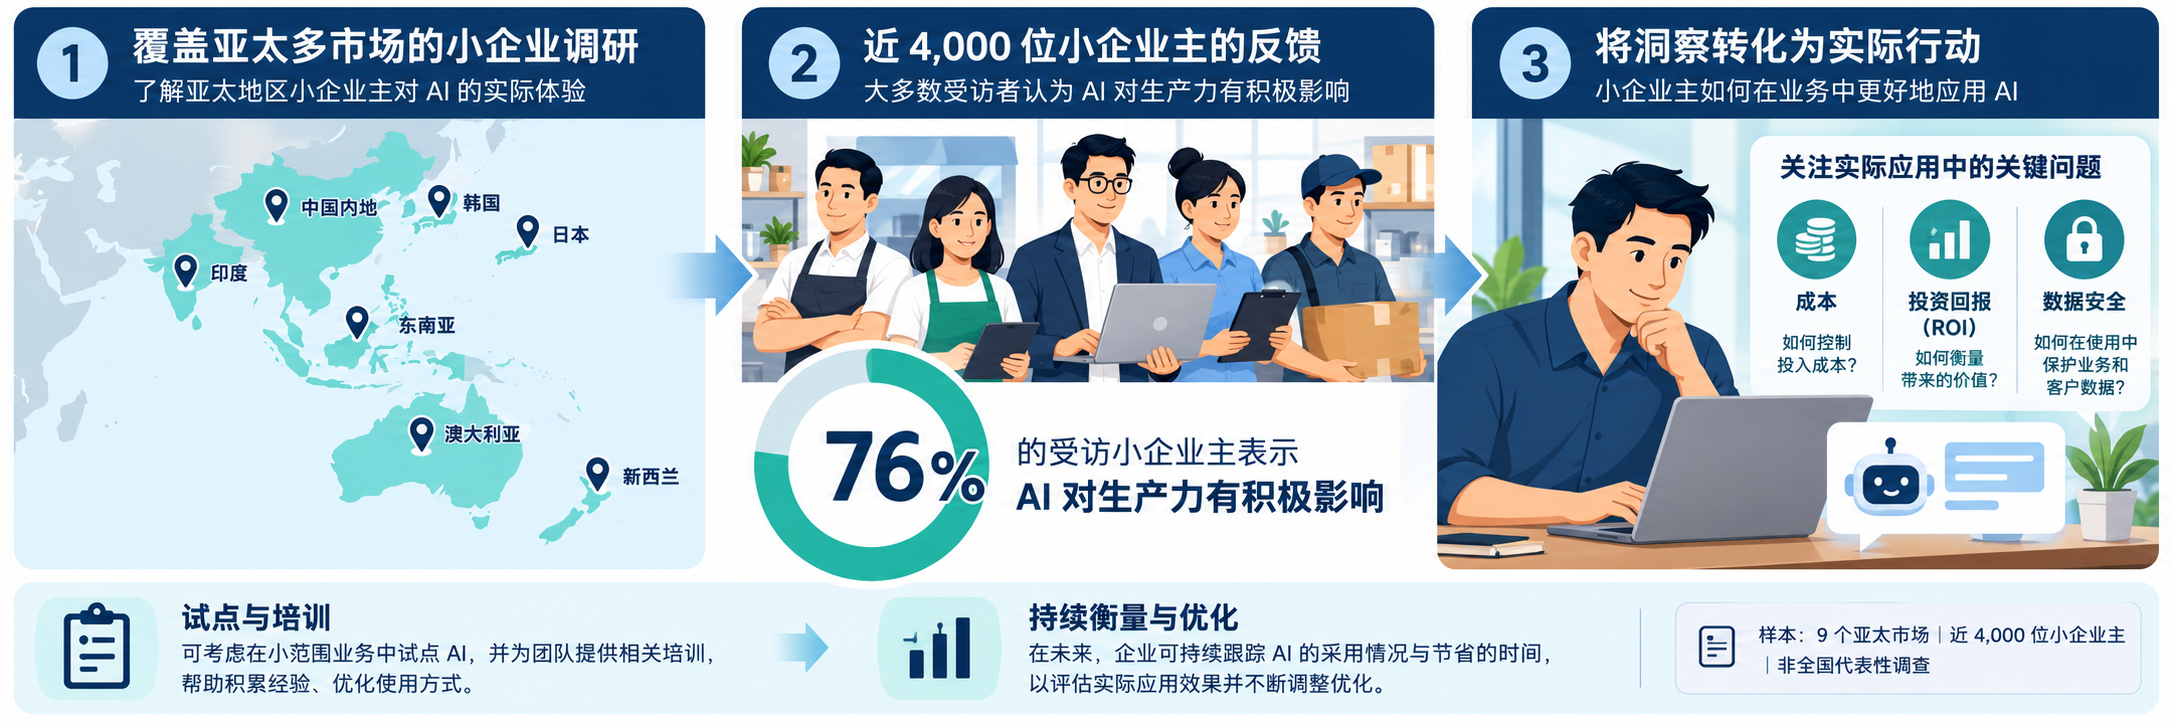 1
覆盖亚太多市场的小企业调研
了解亚太地区小企业主对 AI 的实际体验
中国内地
韩国
日本
印度
东南亚
澳大利亚
新西兰
2
近 4,000 位小企业主的反馈
大多数受访者认为 AI 对生产力有积极影响
76%
的受访小企业主表示
AI 对生产力有积极影响
3
将洞察转化为实际行动
小企业主如何在业务中更好地应用 AI
关注实际应用中的关键问题
成本
如何控制
投入成本?
投资回报
(ROI)
如何衡量
带来的价值?
数据安全
如何在使用中
保护业务和
客户数据?
试点与培训
可考虑在小范围业务中试点 AI，并为团队提供相关培训，
帮助积累经验、优化使用方式。
持续衡量与优化
在未来，企业可持续跟踪 AI 的采用情况与节省的时间，
以评估实际应用效果并不断调整优化。
样本：9 个亚太市场｜近 4,000 位小企业主
｜非全国代表性调查